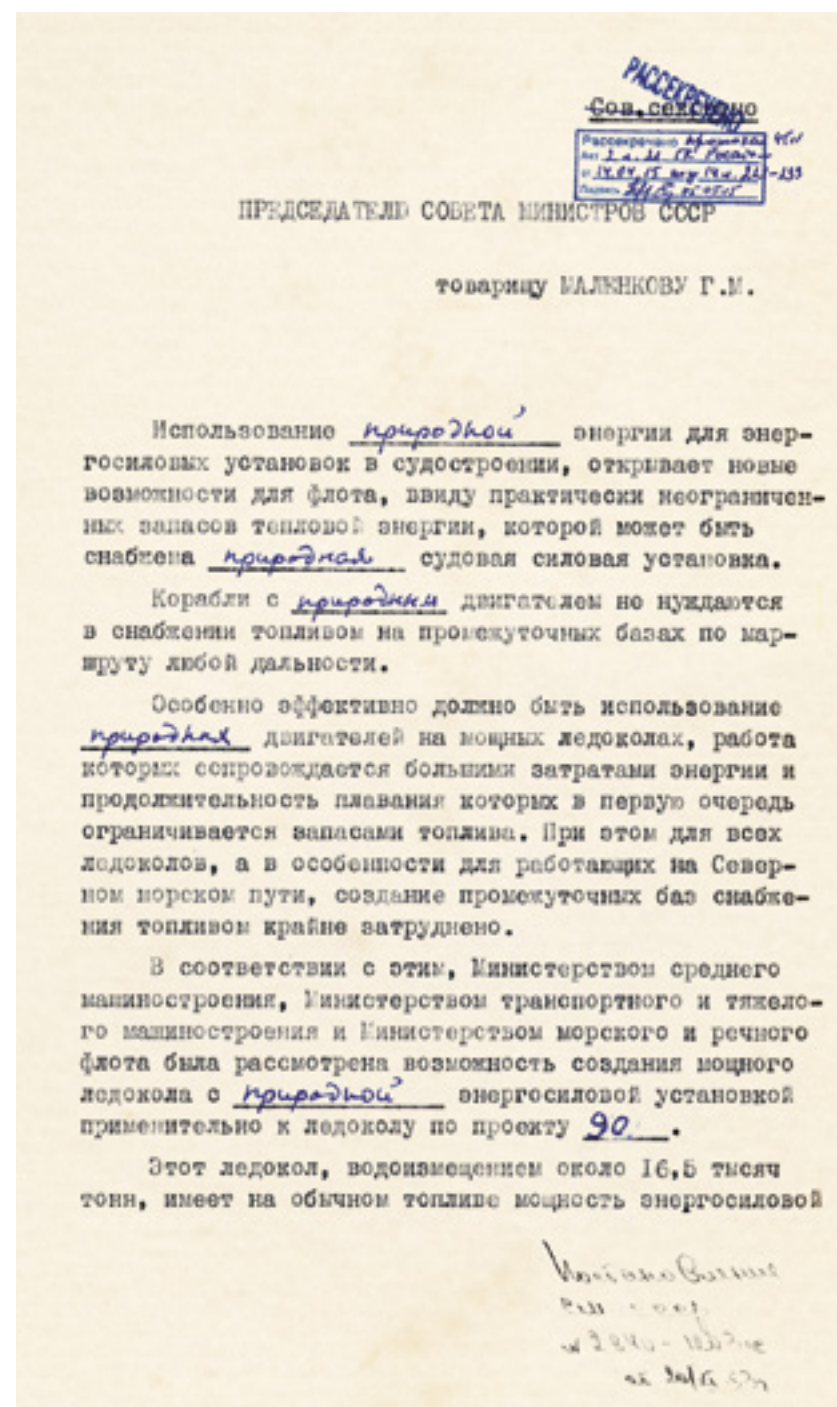 РАССЕКРЕЧЕНО
Сов.секретно
Рассекречено
ПРЕДСЕДАТЕЛЮ СОВЕТА МИНИСТРОВ СССР
товарищу МАЛЕНКОВУ Г.М.
Использование природной энергии для энер-
госиловых установок в судостроении, открывает новые
возможности для флота, ввиду практически неограничен-
ных запасов тепловой энергии, которой может быть
снабжена природная судовая силовая установка.
Корабли с природным двигателем не нуждаются
в снабжении топливом на промежуточных базах по мар-
шруту любой дальности.
Особенно эффективно должно быть использование
природных двигателей на мощных ледоколах, работа
которых сопровождается большими затратами энергии и
продолжительность плавания которых в первую очередь
ограничивается запасами топлива. При этом для всех
ледоколов, а в особенности для работающих на Север-
ном морском пути, создание промежуточных баз снабже-
ния топливом крайне затруднено.
В соответствии с этим, Министерством среднего
машиностроения, Министерством транспортного и тяжело-
го машиностроения и Министерством морского и речного
флота была рассмотрена возможность создания мощного
ледокола с природной энергосиловой установкой
применительно к ледоколу по проекту 90.
Этот ледокол, водоизмещением около 16,5 тысяч
тонн, имеет на обычном топливе мощность энергосиловой